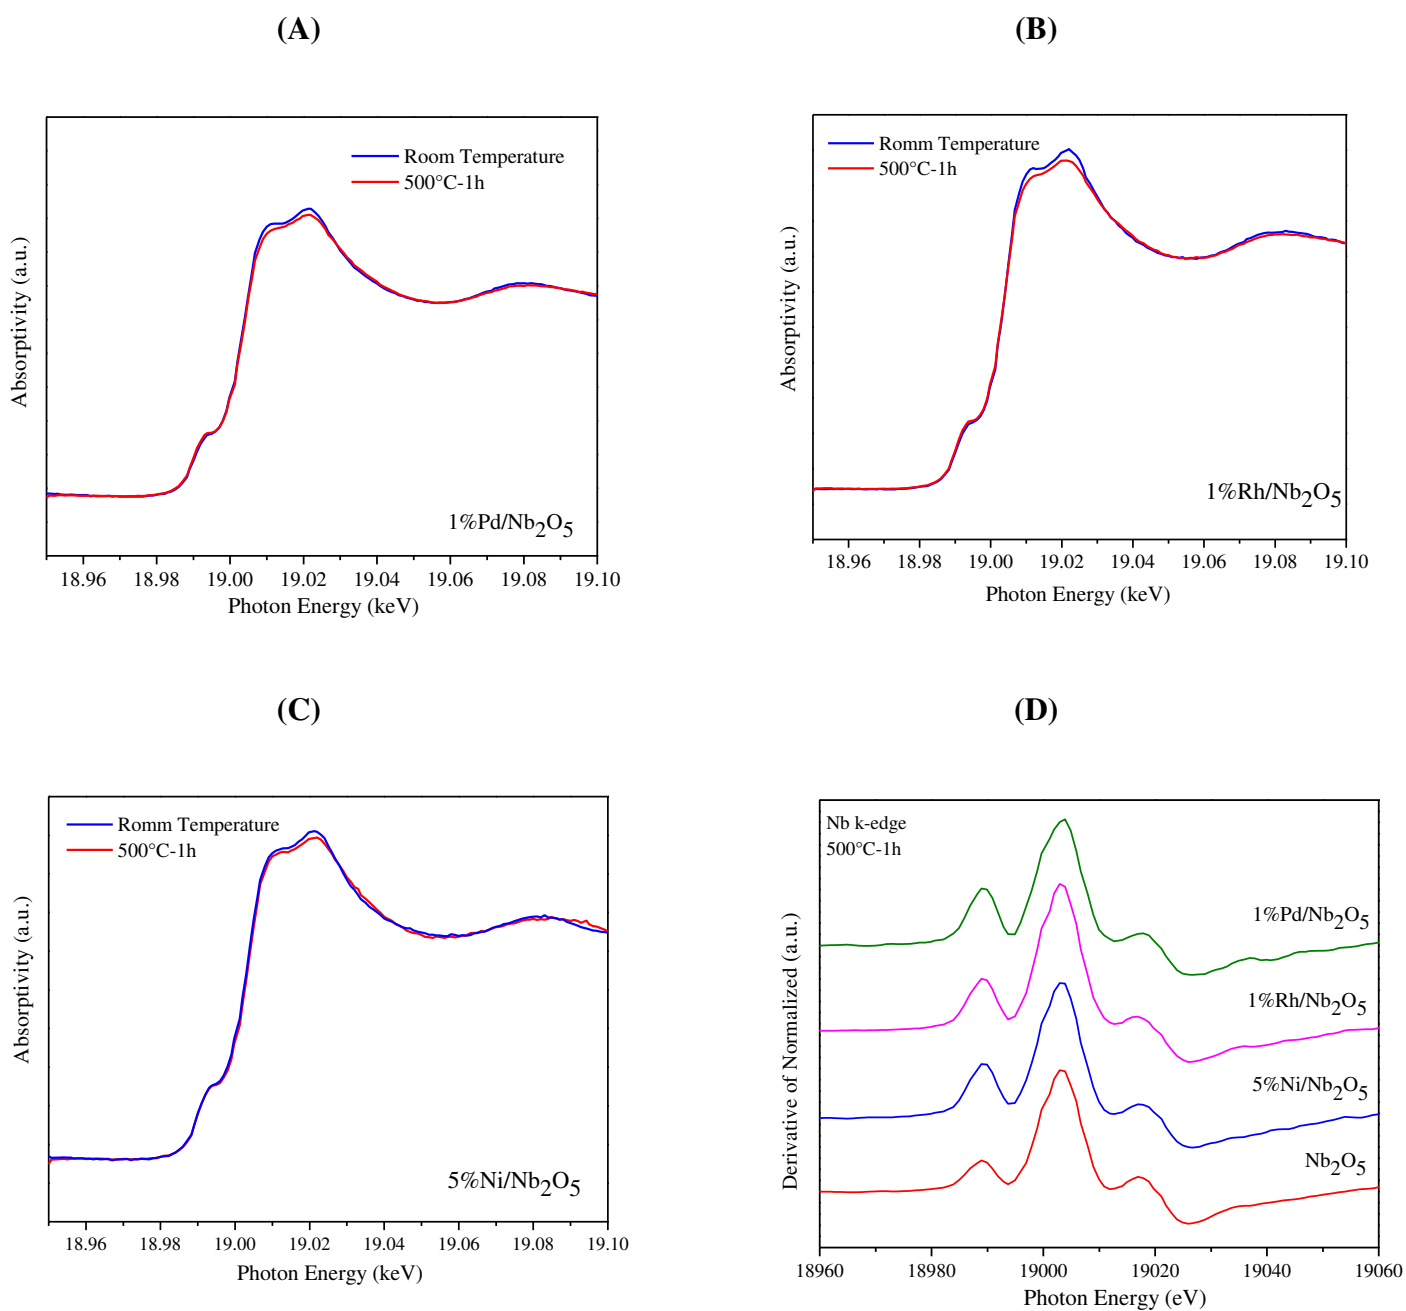 (A)
Room Temperature
500°C-1h
Absorptivity (a.u.)
1%Pd/Nb2O5
18.96 18.98 19.00 19.02 19.04 19.06 19.08 19.10
Photon Energy (keV)
(B)
Romm Temperature
500°C-1h
Absorptivity (a.u.)
1%Rh/Nb2O5
18.96 18.98 19.00 19.02 19.04 19.06 19.08 19.10
Photon Energy (keV)
(C)
Romm Temperature
500°C-1h
Absorptivity (a.u.)
5%Ni/Nb2O5
18.96 18.98 19.00 19.02 19.04 19.06 19.08 19.10
Photon Energy (keV)
(D)
Nb k-edge
500°C-1h
Derivative of Normalized (a.u.)
1%Pd/Nb2O5
1%Rh/Nb2O5
5%Ni/Nb2O5
Nb2O5
18960 18980 19000 19020 19040 19060
Photon Energy (eV)